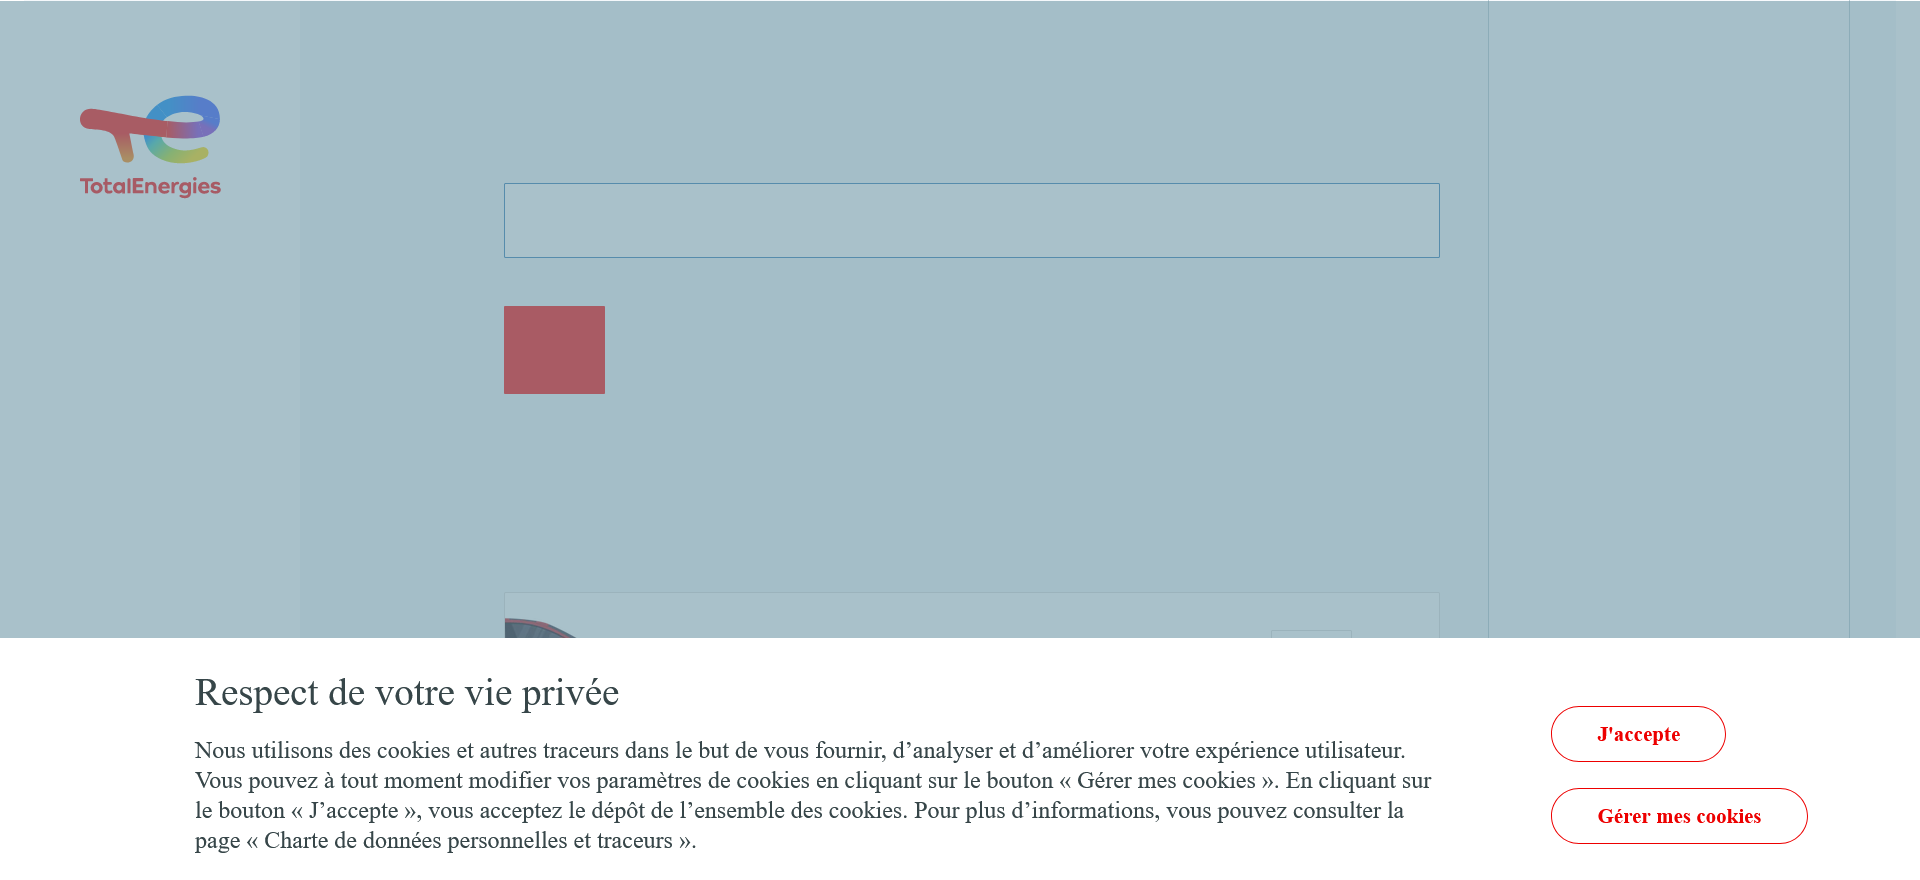 TotalEnergies
Respect de votre vie privée
Nous utilisons des cookies et autres traceurs dans le but de vous fournir, d’analyser et d’améliorer votre expérience utilisateur.
Vous pouvez à tout moment modifier vos paramètres de cookies en cliquant sur le bouton « Gérer mes cookies ». En cliquant sur
le bouton « J’accepte », vous acceptez le dépôt de l’ensemble des cookies. Pour plus d’informations, vous pouvez consulter la
page « Charte de données personnelles et traceurs ».
J'accepte
Gérer mes cookies